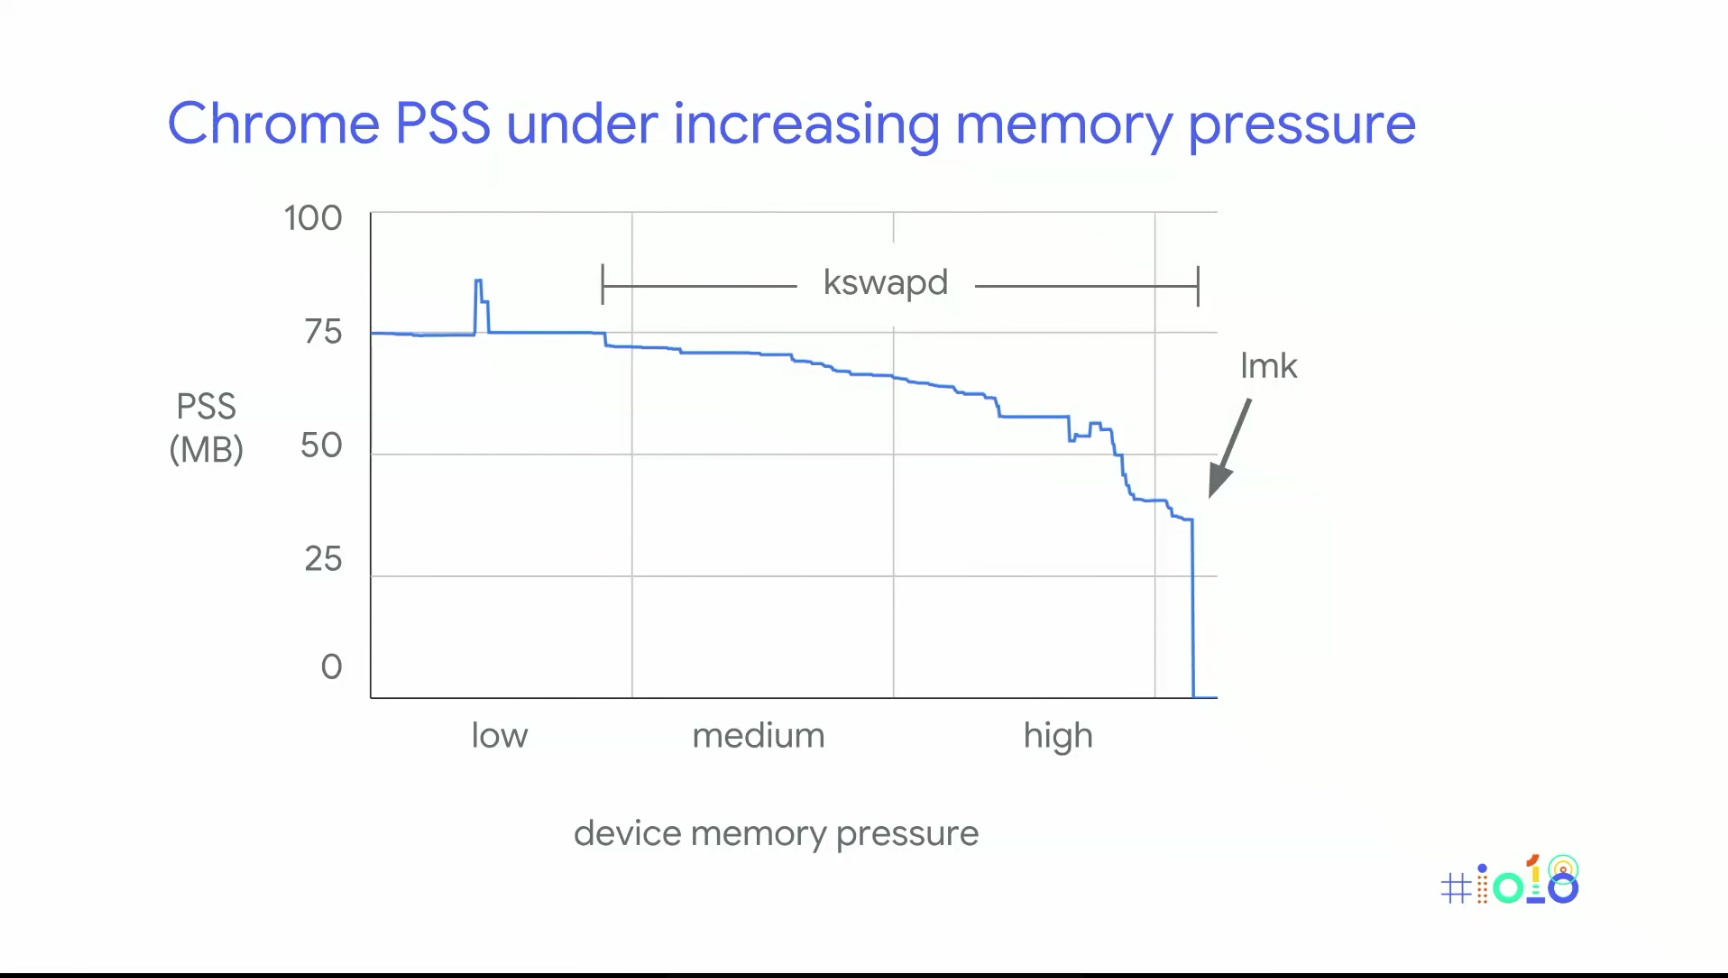 Chrome PSS under increasing memory pressure
100
kswapd
75
lmk
PSS
(MB)
50
25
0
low medium high
device memory pressure
#io18